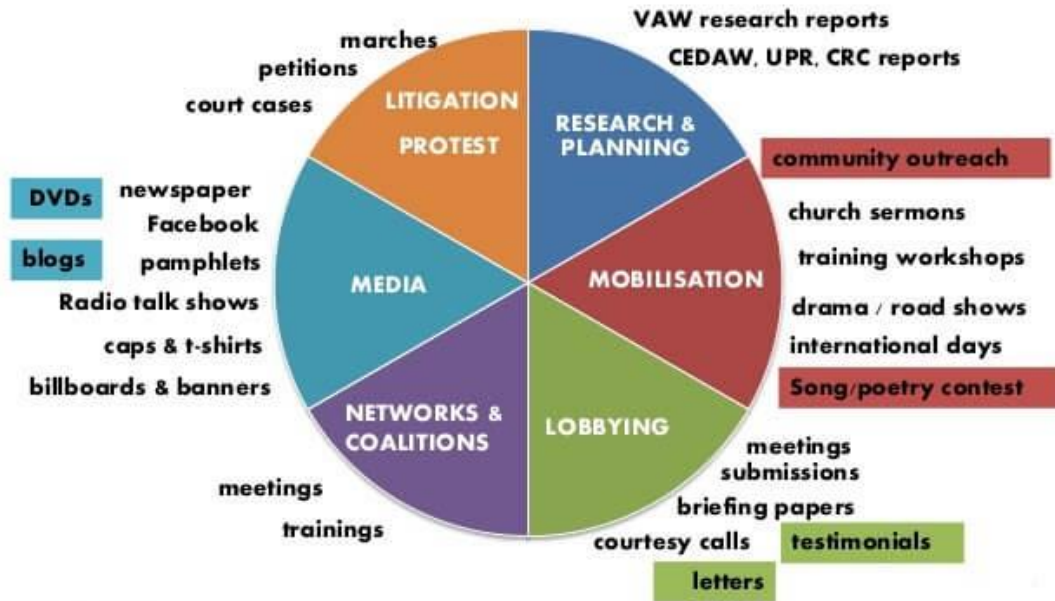 VAW research reports
CEDAW, UPR, CRC reports
RESEARCH &
PLANNING
community outreach
church sermons
training workshops
drama / road shows
international days
Song/poetry contest
MOBILISATION
LOBBYING
meetings
submissions
briefing papers
courtesy calls
testimonials
letters
NETWORKS &
COALITIONS
meetings
trainings
MEDIA
DVDs
newspaper
Facebook
blogs
pamphlets
Radio talk shows
caps & t-shirts
billboards & banners
LITIGATION
PROTEST
marches
petitions
court cases